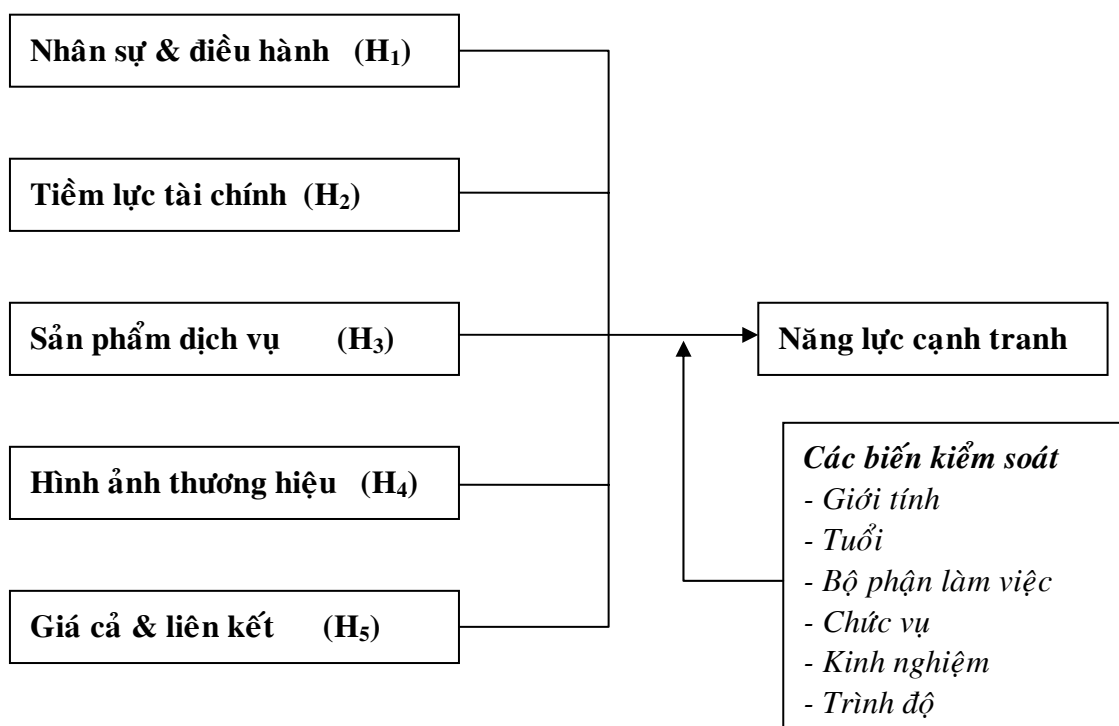 Nhân sự & điều hành (H₁)
Tiềm lực tài chính (H₂)
Sản phẩm dịch vụ (H₃)
Năng lực cạnh tranh
Hình ảnh thương hiệu (H₄)
Giá cả & liên kết (H₅)
Các biến kiểm soát
- Giới tính
- Tuổi
- Bộ phận làm việc
- Chức vụ
- Kinh nghiệm
- Trình độ